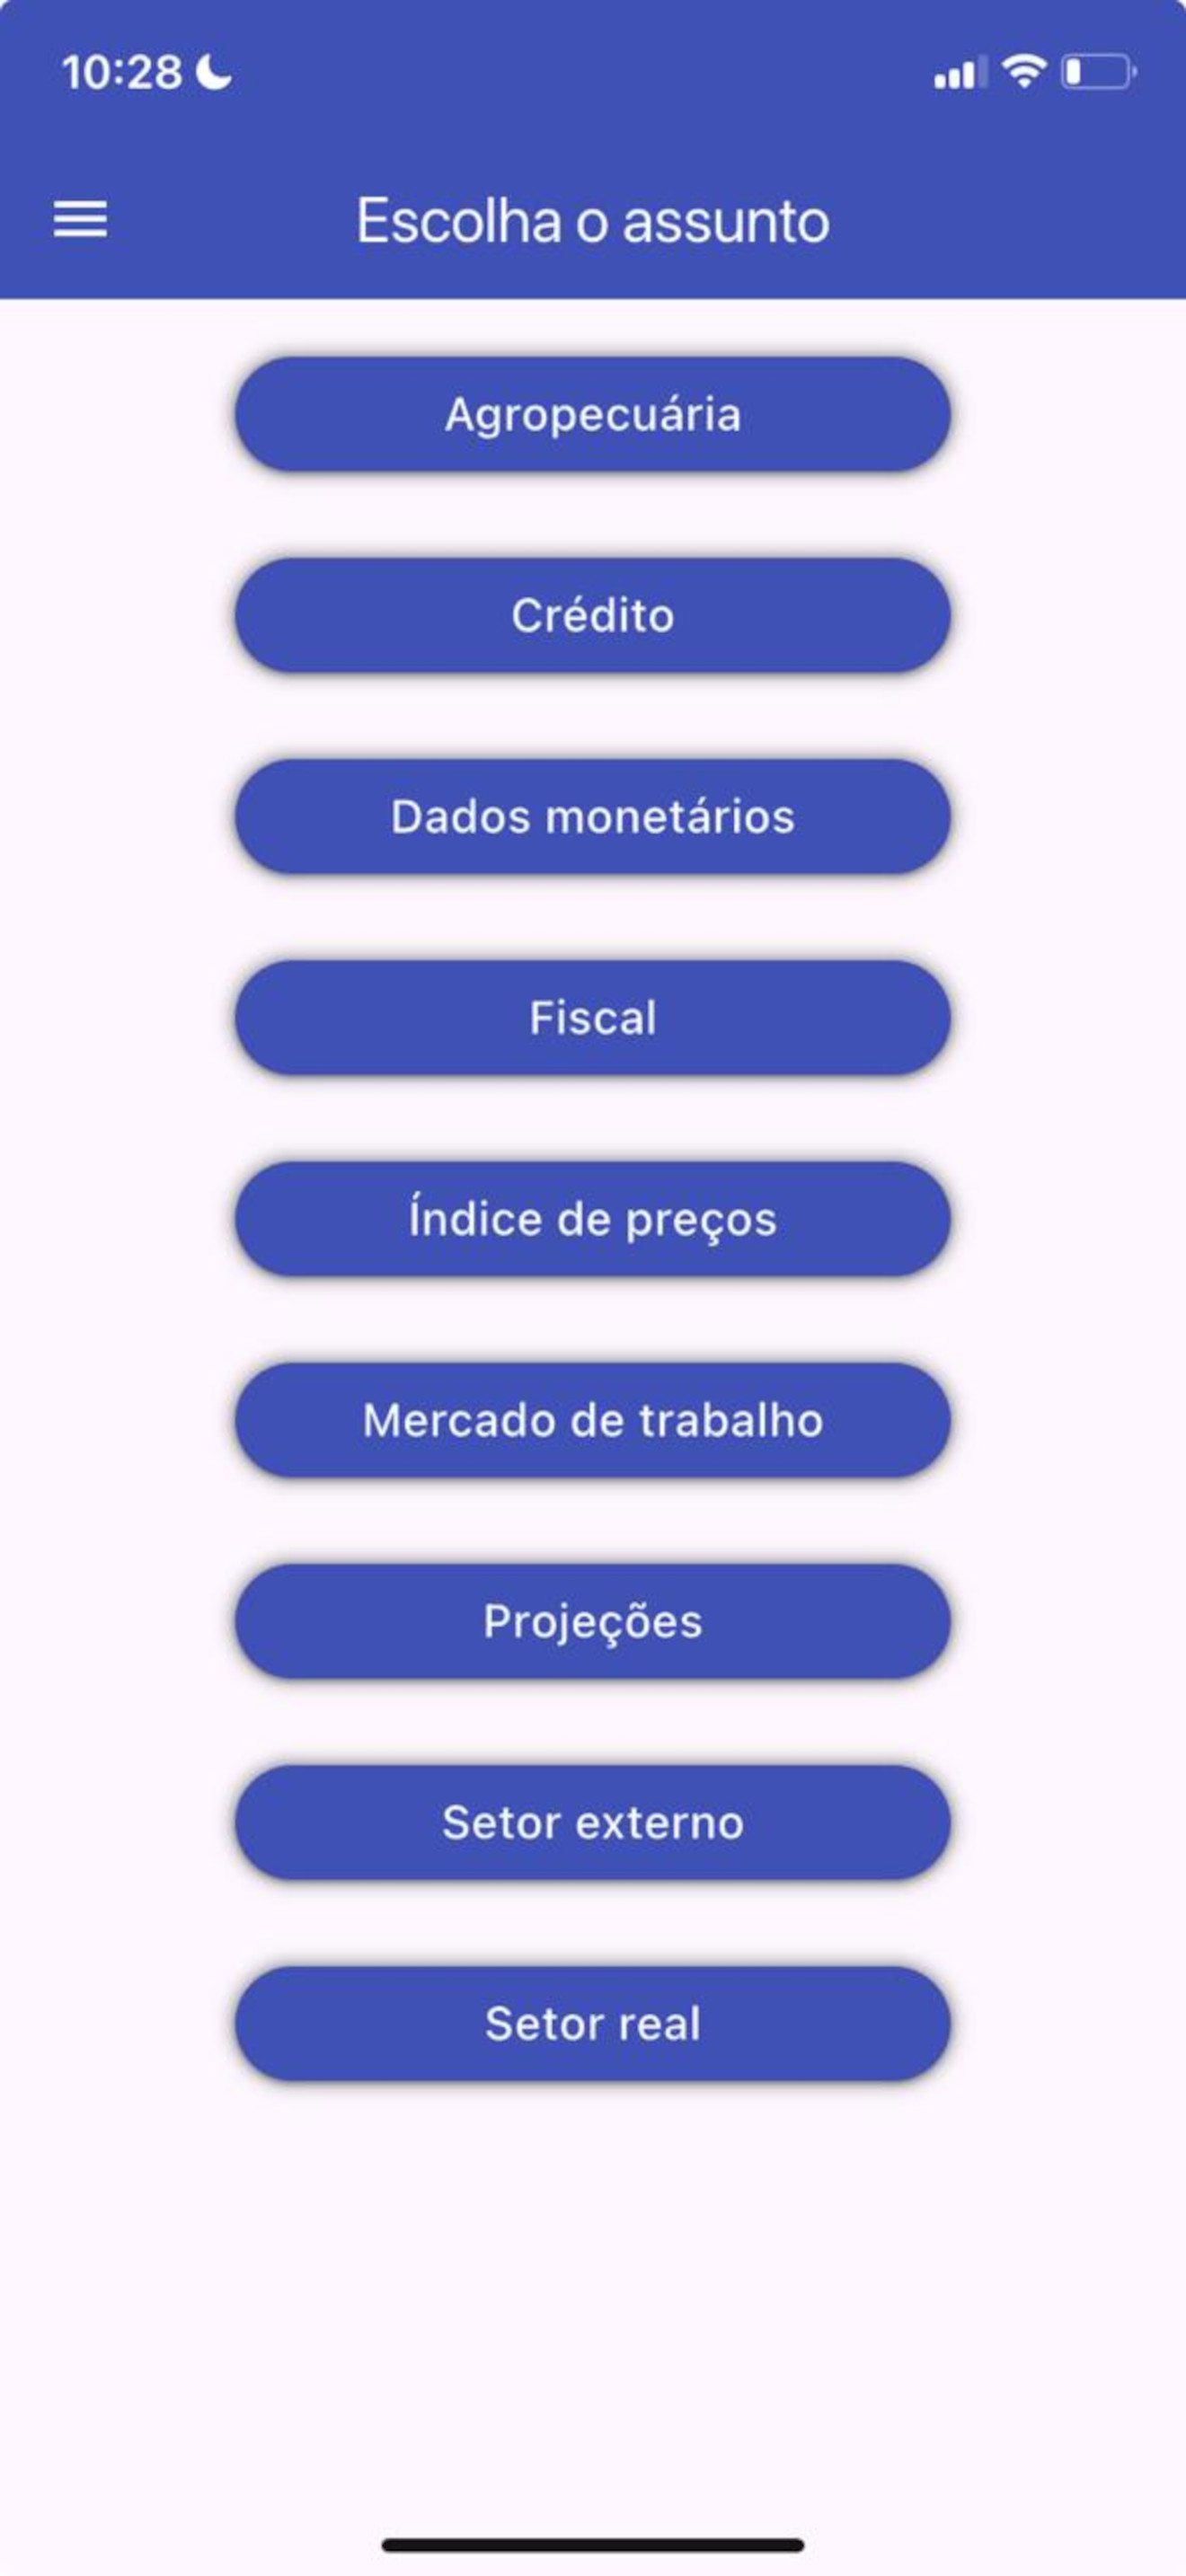 10:28
Escolha o assunto
Agropecuária
Crédito
Dados monetários
Fiscal
Índice de preços
Mercado de trabalho
Projeções
Setor externo
Setor real